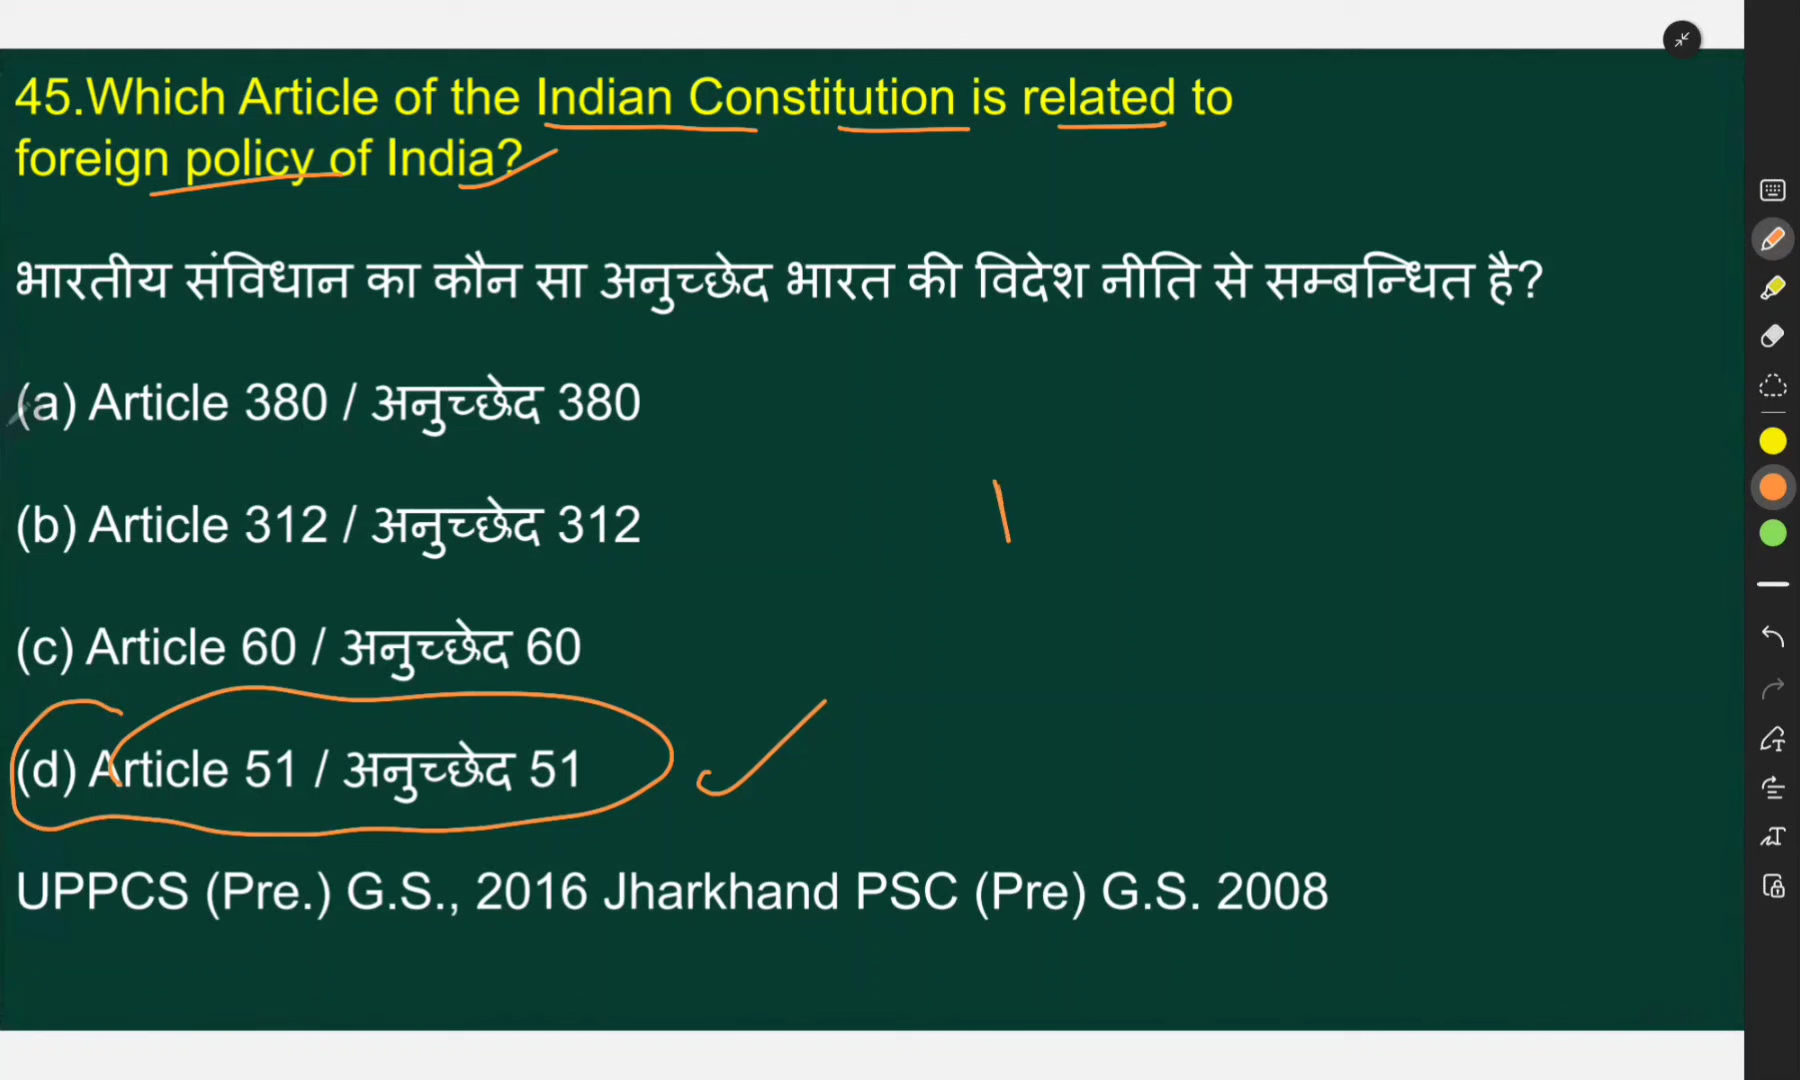 45.Which Article of the Indian Constitution is related to
foreign policy of India?
भारतीय संविधान का कौन सा अनुच्छेद भारत की विदेश नीति से सम्बन्धित है?
(a) Article 380 / अनुच्छेद 380
(b) Article 312 / अनुच्छेद 312
(c) Article 60 / अनुच्छेद 60
(d) Article 51 / अनुच्छेद 51
UPPCS (Pre.) G.S., 2016 Jharkhand PSC (Pre) G.S. 2008